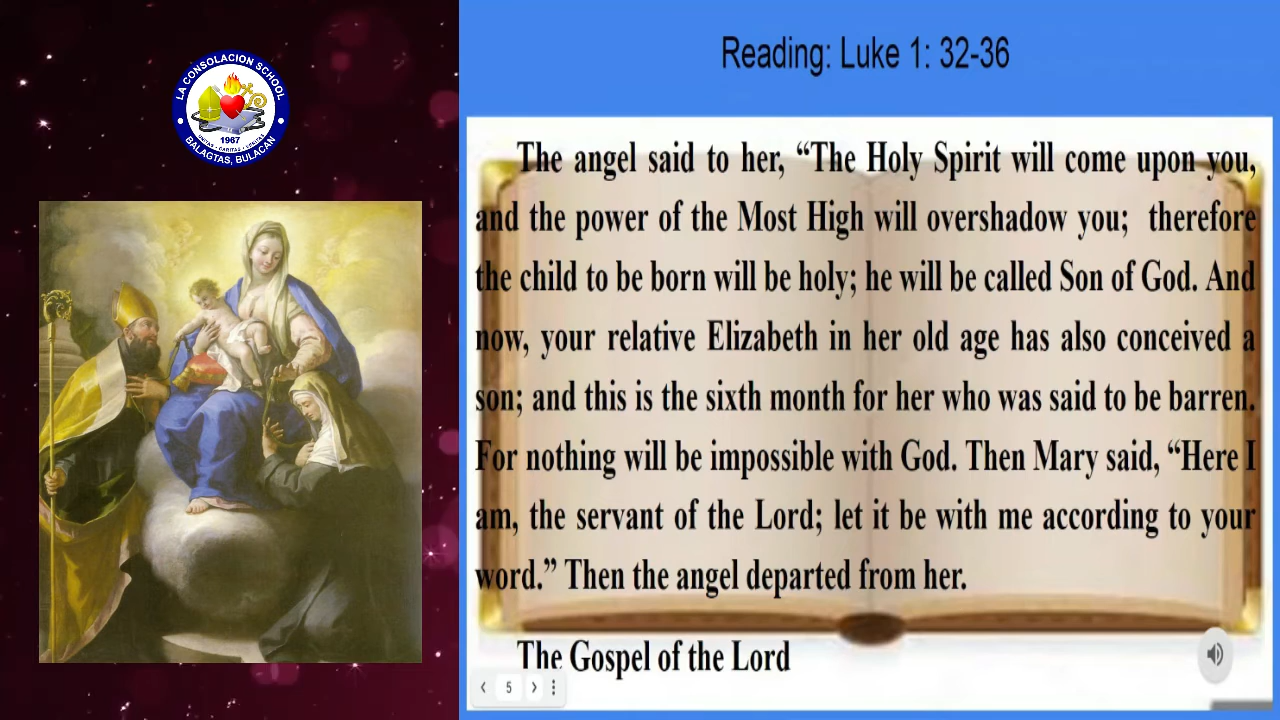 LA CONSOLACION SCHOOL
1967
BALAGTAS, BULACAN
Reading: Luke 1: 32-36
The angel said to her, “The Holy Spirit will come upon you,
and the power of the Most High will overshadow you; therefore
the child to be born will be holy; he will be called Son of God. And
now, your relative Elizabeth in her old age has also conceived a
son; and this is the sixth month for her who was said to be barren.
For nothing will be impossible with God. Then Mary said, “Here I
am, the servant of the Lord; let it be with me according to your
word.” Then the angel departed from her.
The Gospel of the Lord
5